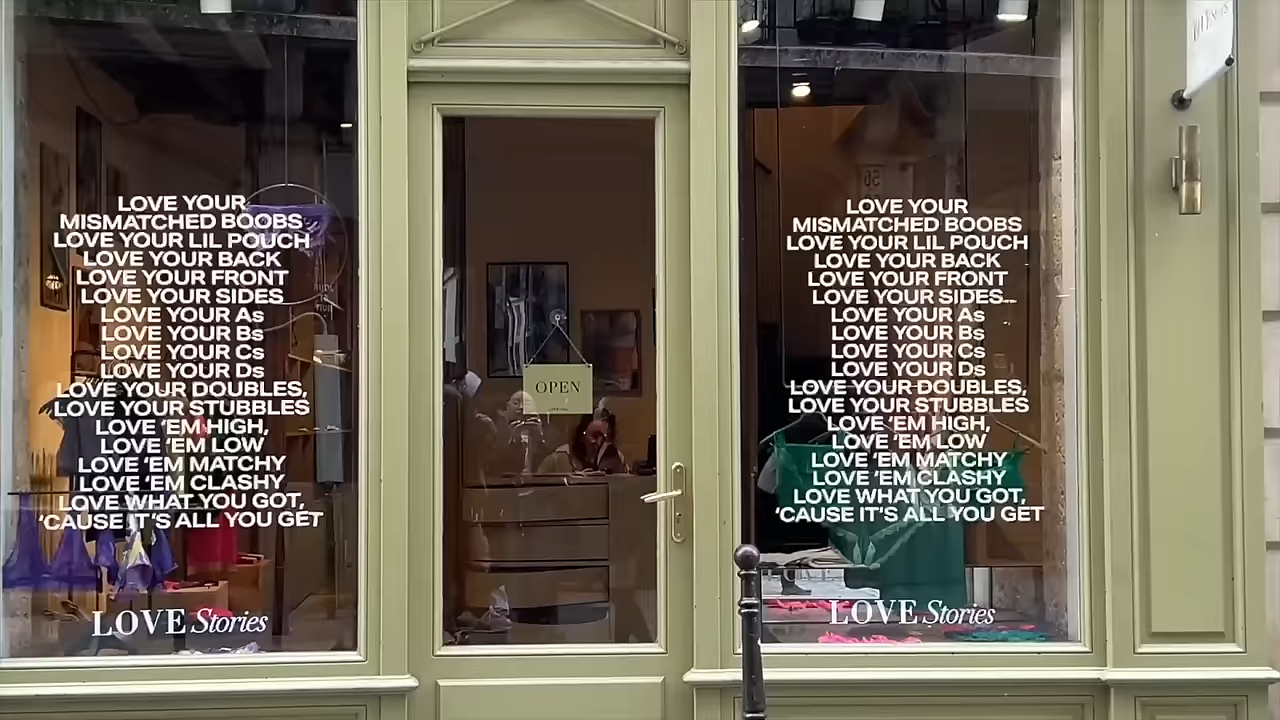 LOVE YOUR
MISMATCHED BOOBS
LOVE YOUR LIL POUCH
LOVE YOUR BACK
LOVE YOUR FRONT
LOVE YOUR SIDES
LOVE YOUR As
LOVE YOUR Bs
LOVE YOUR Cs
LOVE YOUR Ds
LOVE YOUR DOUBLES,
LOVE YOUR STUBBLES
LOVE ‘EM HIGH,
LOVE ‘EM LOW
LOVE ‘EM MATCHY
LOVE ‘EM CLASHY
LOVE WHAT YOU GOT,
‘CAUSE IT’S ALL YOU GET
LOVE Stories
OPEN
LOVE YOUR
MISMATCHED BOOBS
LOVE YOUR LIL POUCH
LOVE YOUR BACK
LOVE YOUR FRONT
LOVE YOUR SIDES
LOVE YOUR As
LOVE YOUR Bs
LOVE YOUR Cs
LOVE YOUR Ds
LOVE YOUR DOUBLES,
LOVE YOUR STUBBLES
LOVE ‘EM HIGH,
LOVE ‘EM LOW
LOVE ‘EM MATCHY
LOVE ‘EM CLASHY
LOVE WHAT YOU GOT,
‘CAUSE IT’S ALL YOU GET
LOVE Stories